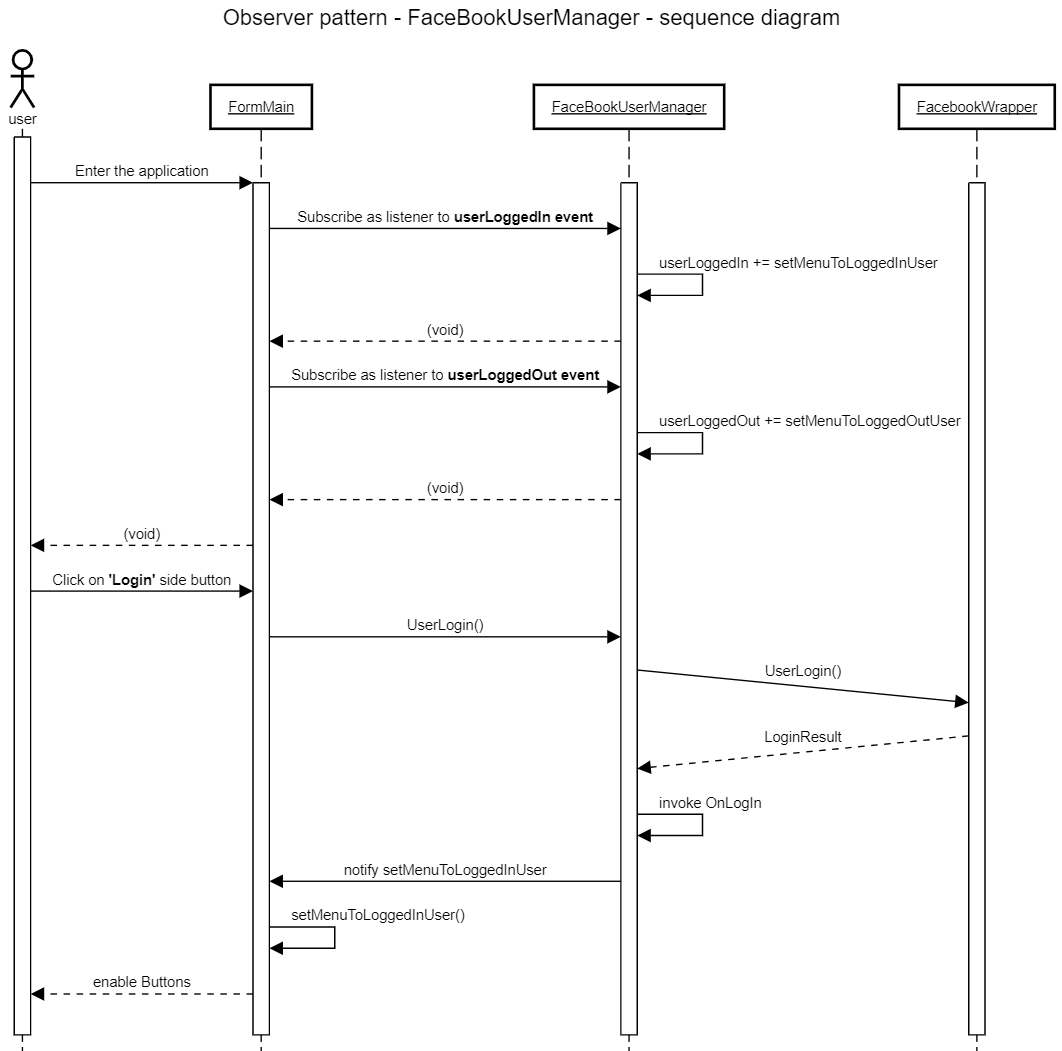 Observer pattern - FaceBookUserManager - sequence diagram
user
FormMain
FaceBookUserManager
FacebookWrapper
Enter the application
Subscribe as listener to userLoggedIn event
userLoggedIn += setMenuToLoggedInUser
(void)
Subscribe as listener to userLoggedOut event
userLoggedOut += setMenuToLoggedOutUser
(void)
(void)
Click on 'Login' side button
UserLogin()
UserLogin()
LoginResult
invoke OnLogIn
notify setMenuToLoggedInUser
setMenuToLoggedInUser()
enable Buttons